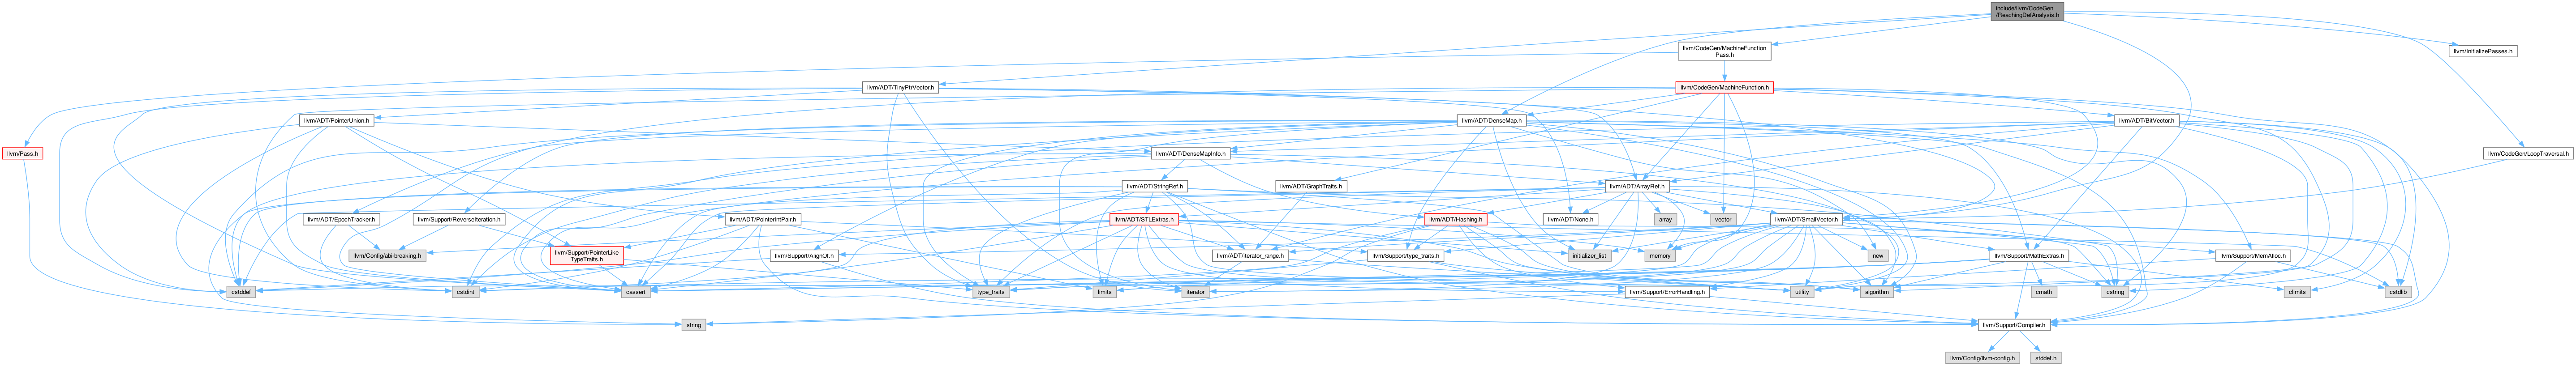 include/llvm/CodeGen
/ReachingDefAnalysis.h
llvm/CodeGen/MachineFunction
Pass.h
llvm/InitializePasses.h
llvm/ADT/TinyPtrVector.h
llvm/CodeGen/MachineFunction.h
llvm/ADT/PointerUnion.h
llvm/ADT/DenseMap.h
llvm/ADT/BitVector.h
llvm/Pass.h
llvm/ADT/DenseMapInfo.h
llvm/CodeGen/LoopTraversal.h
llvm/ADT/StringRef.h
llvm/ADT/GraphTraits.h
llvm/ADT/ArrayRef.h
llvm/ADT/EpochTracker.h
llvm/Support/ReverseIteration.h
llvm/ADT/PointerIntPair.h
llvm/ADT/STLExtras.h
llvm/ADT/Hashing.h
llvm/ADT/None.h
array
vector
llvm/ADT/SmallVector.h
llvm/Config/abi-breaking.h
llvm/Support/PointerLike
TypeTraits.h
llvm/Support/AlignOf.h
llvm/ADT/iterator_range.h
llvm/Support/type_traits.h
initializer_list
memory
new
llvm/Support/MathExtras.h
llvm/Support/MemAlloc.h
cstddef
cstdint
cassert
type_traits
limits
iterator
llvm/Support/ErrorHandling.h
utility
algorithm
cmath
cstring
climits
cstdlib
string
llvm/Support/Compiler.h
llvm/Config/llvm-config.h
stddef.h